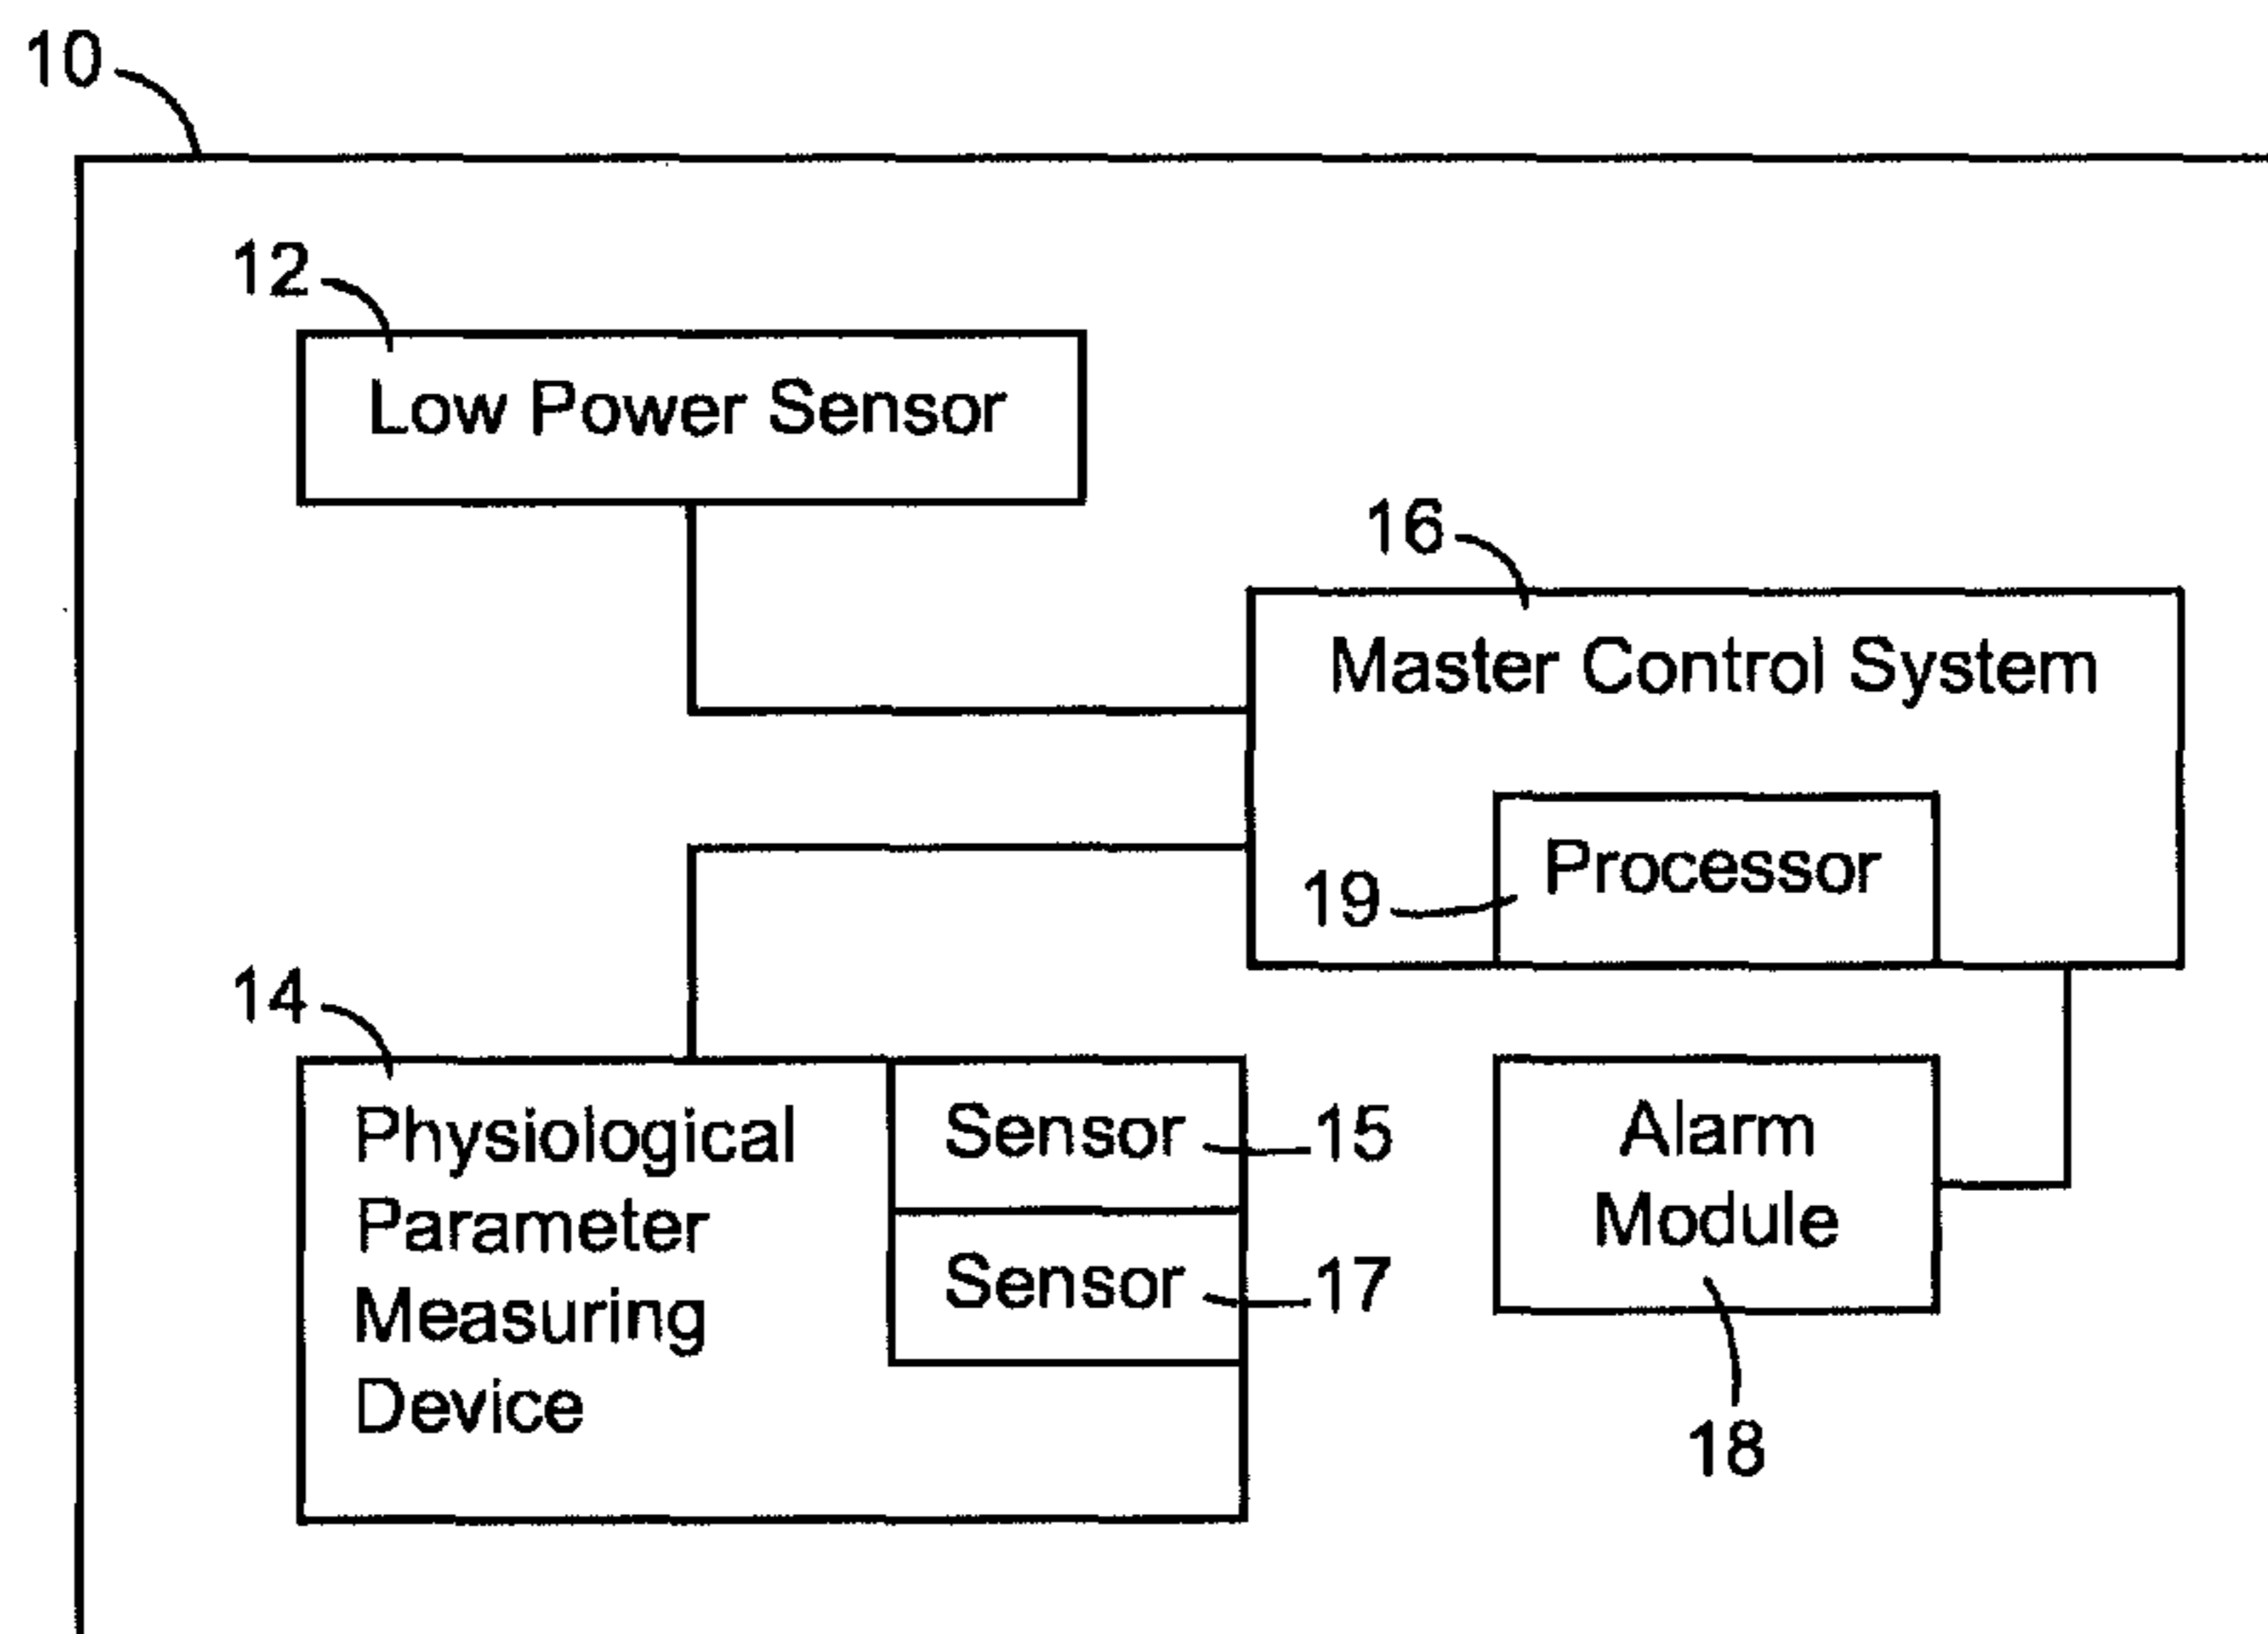 10
12
Low Power Sensor
16
Master Control System
19
Processor
14
Physiological
Parameter
Measuring
Device
Sensor
15
Sensor
17
Alarm
Module
18